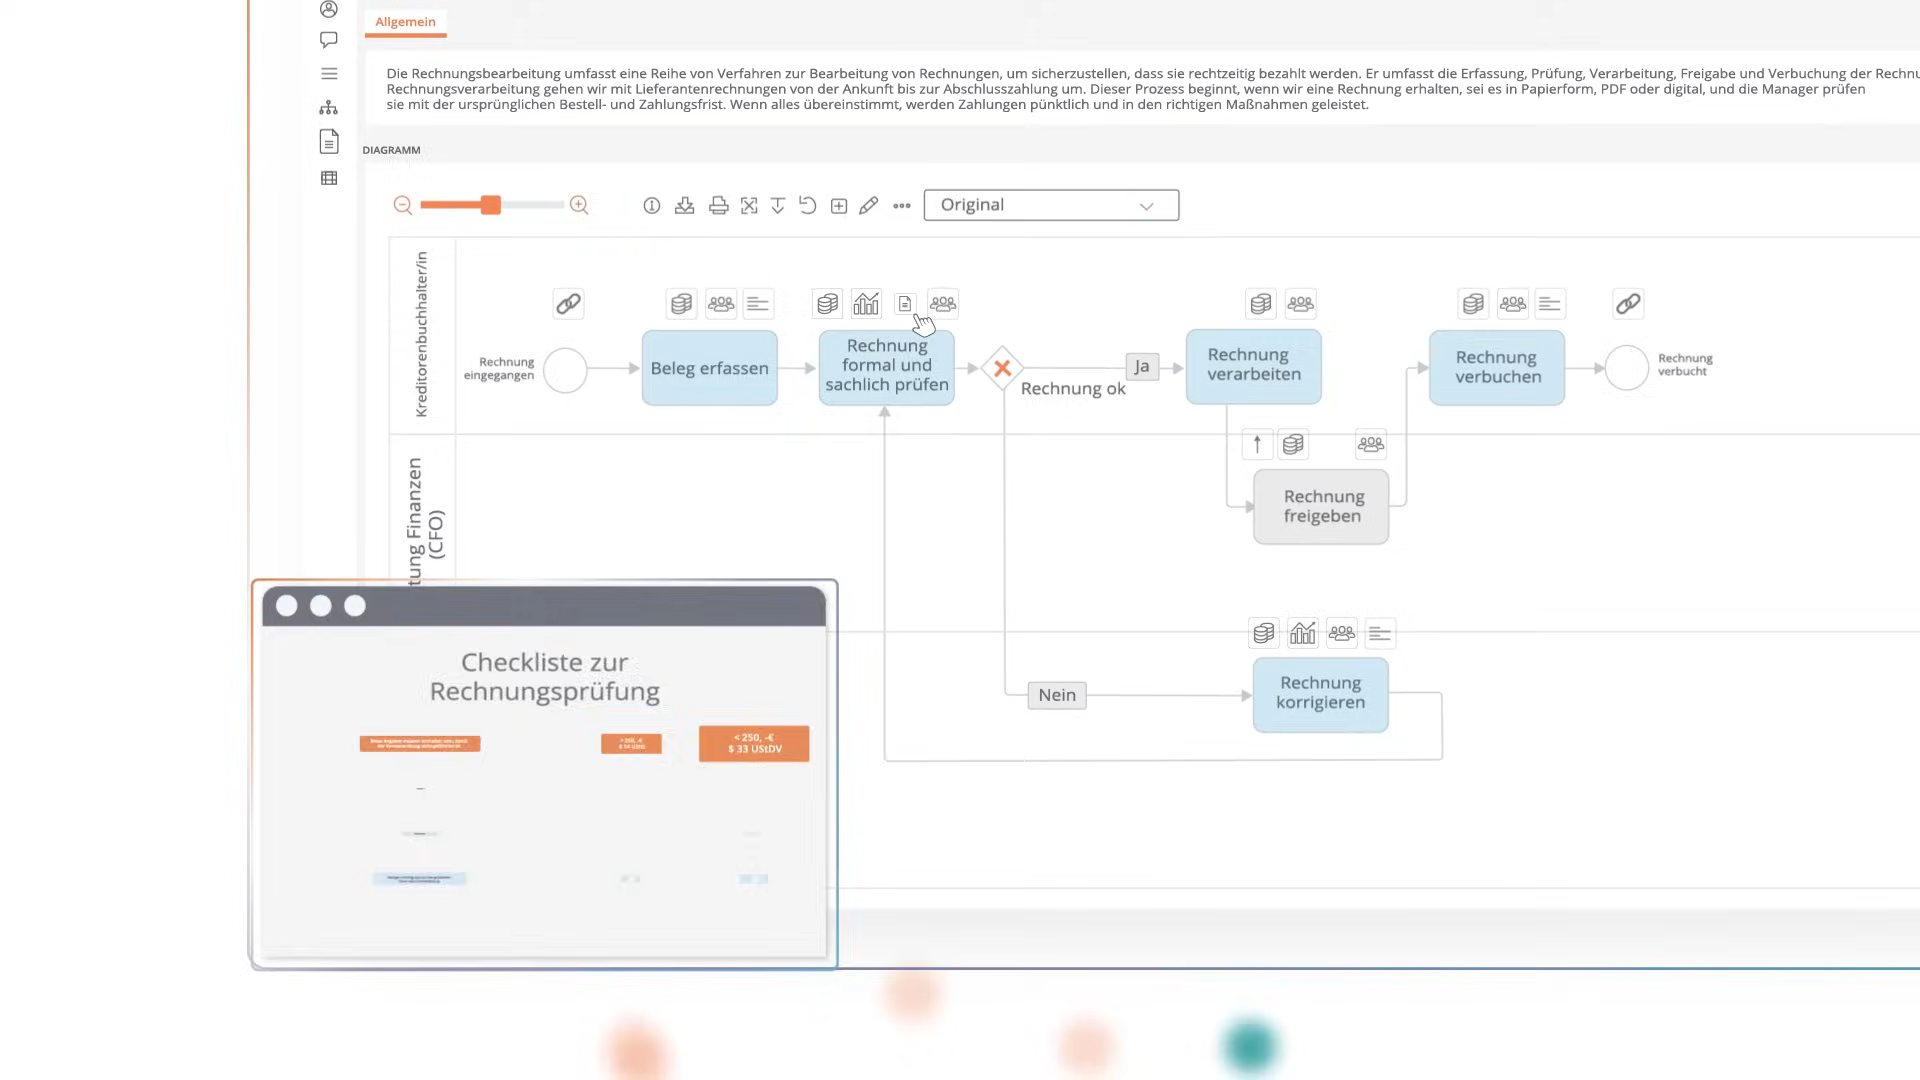 Allgemein
Die Rechnungsbearbeitung umfasst eine Reihe von Verfahren zur Bearbeitung von Rechnungen, um sicherzustellen, dass sie rechtzeitig bezahlt werden. Er umfasst die Erfassung, Prüfung, Verarbeitung, Freigabe und Verbuchung der Rechnu
Rechnungsverarbeitung gehen wir mit Lieferantenrechnungen von der Ankunft bis zur Abschlusszahlung um. Dieser Prozess beginnt, wenn wir eine Rechnung erhalten, sei es in Papierform, PDF oder digital, und die Manager prüfen
sie mit der ursprünglichen Bestell- und Zahlungsfrist. Wenn alles übereinstimmt, werden Zahlungen pünktlich und in den richtigen Maßnahmen geleistet.
DIAGRAMM
Original
Kreditorenbuchhalter/in
Rechnung
eingegangen
Beleg erfassen
Rechnung
formal und
sachlich prüfen
Rechnung ok
Ja
Rechnung
verarbeiten
Rechnung
verbuchen
Rechnung
verbucht
tung Finanzen
(CFO)
Rechnung
freigeben
Nein
Rechnung
korrigieren
Checkliste zur
Rechnungsprüfung
< 250, -€
$ 33 UStDV